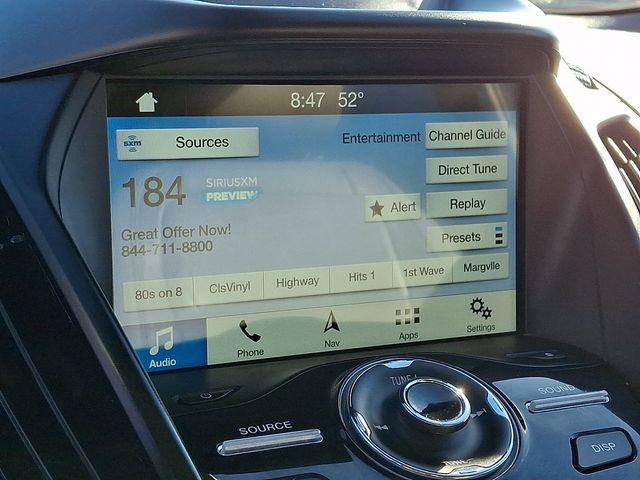 8:47 52°
sxm Sources
Entertainment
Channel Guide
184
SIRIUSXM
PREVIEW
Direct Tune
Alert
Replay
Great Offer Now!
844-711-8800
Presets
80s on 8 ClsVinyl Highway Hits 1 1st Wave Margvlle
Audio Phone Nav Apps Settings
TUNE
SOURCE
SOUND
DISP
TUNE